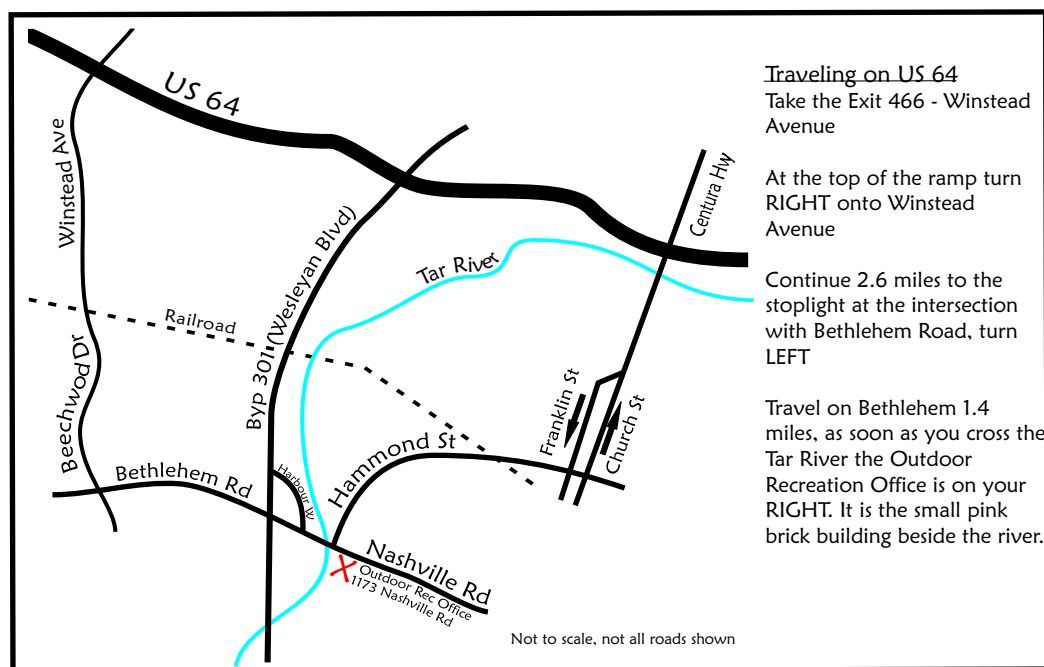 US 64
Winstead Ave
Byp 301 (Wesleyan Blvd)
Centura Hwy
Tar River
Railroad
Beechwod Dr
Bethlehem Rd
Harbour W
Hammond St
Franklin St
Church St
Nashville Rd
Outdoor Rec Office
1173 Nashville Rd
Not to scale, not all roads shown
Traveling on US 64
Take the Exit 466 - Winstead
Avenue
At the top of the ramp turn
RIGHT onto Winstead
Avenue
Continue 2.6 miles to the
stoplight at the intersection
with Bethlehem Road, turn
LEFT
Travel on Bethlehem 1.4
miles, as soon as you cross the
Tar River the Outdoor
Recreation Office is on your
RIGHT. It is the small pink
brick building beside the river.